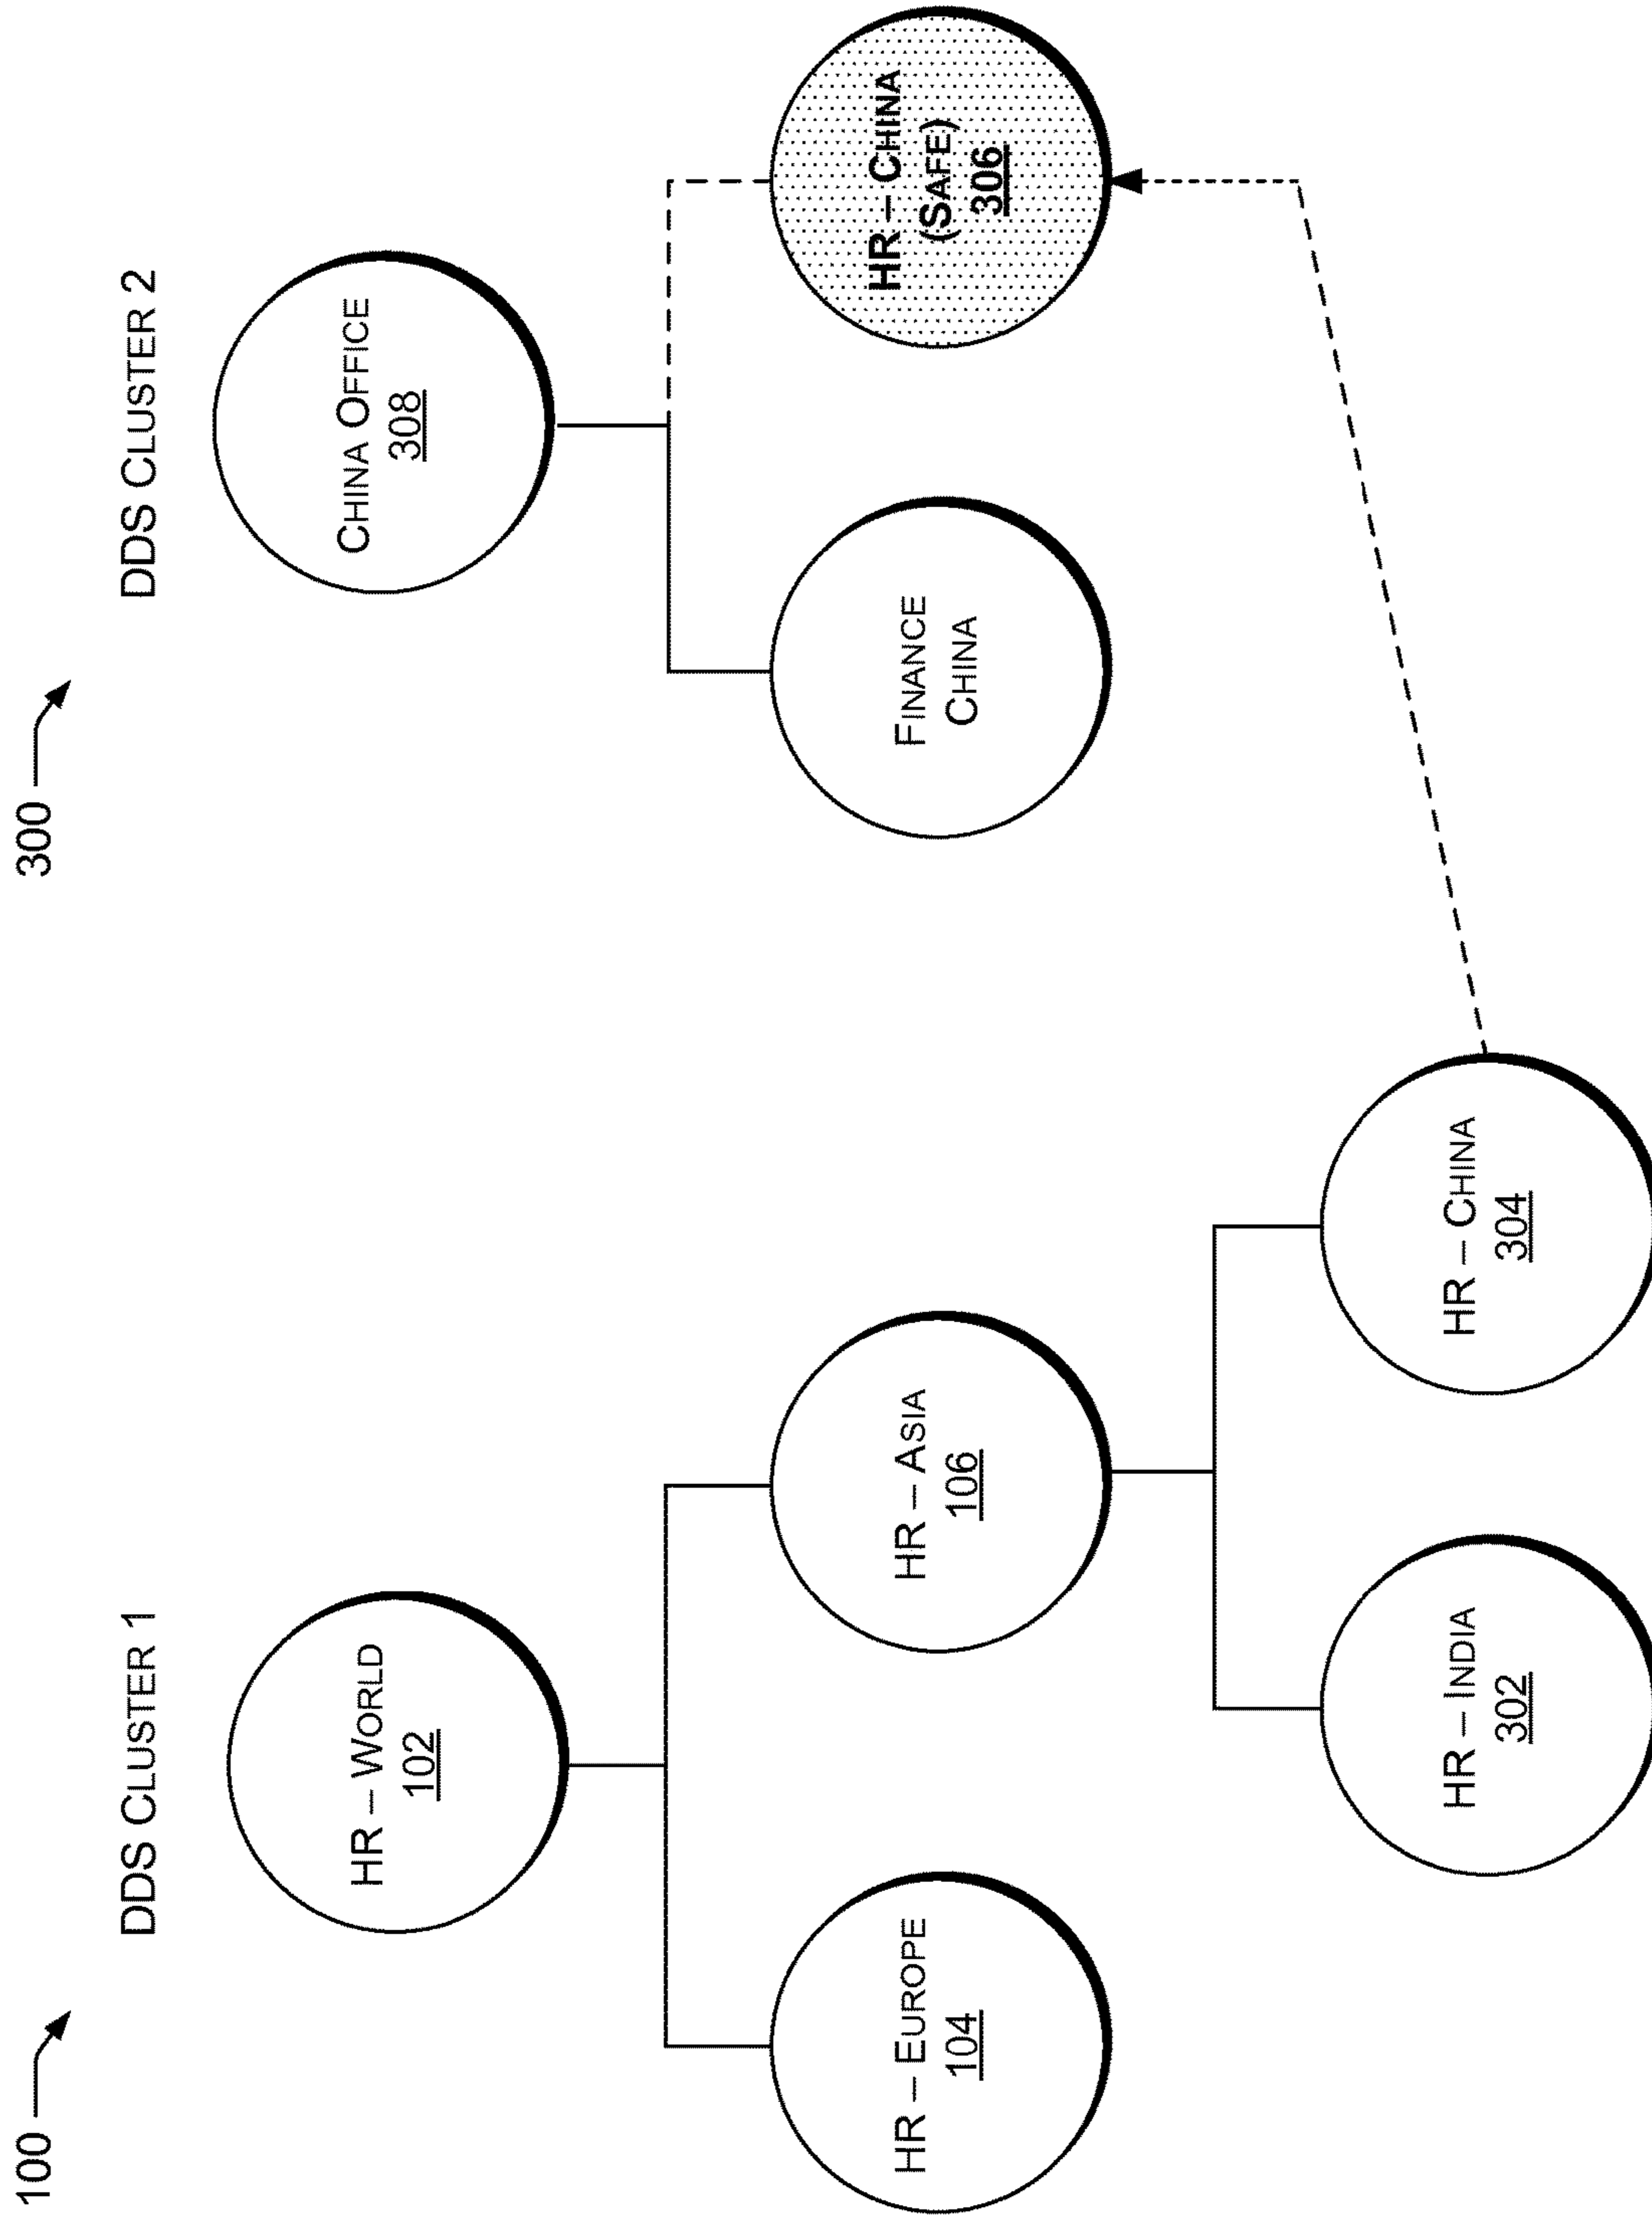 100
DDS CLUSTER 1
HR – WORLD
102
HR – EUROPE
104
HR – ASIA
106
HR – INDIA
302
HR – CHINA
304
300
DDS CLUSTER 2
CHINA OFFICE
308
FINANCE
CHINA
HR – CHINA
(SAFE)
306